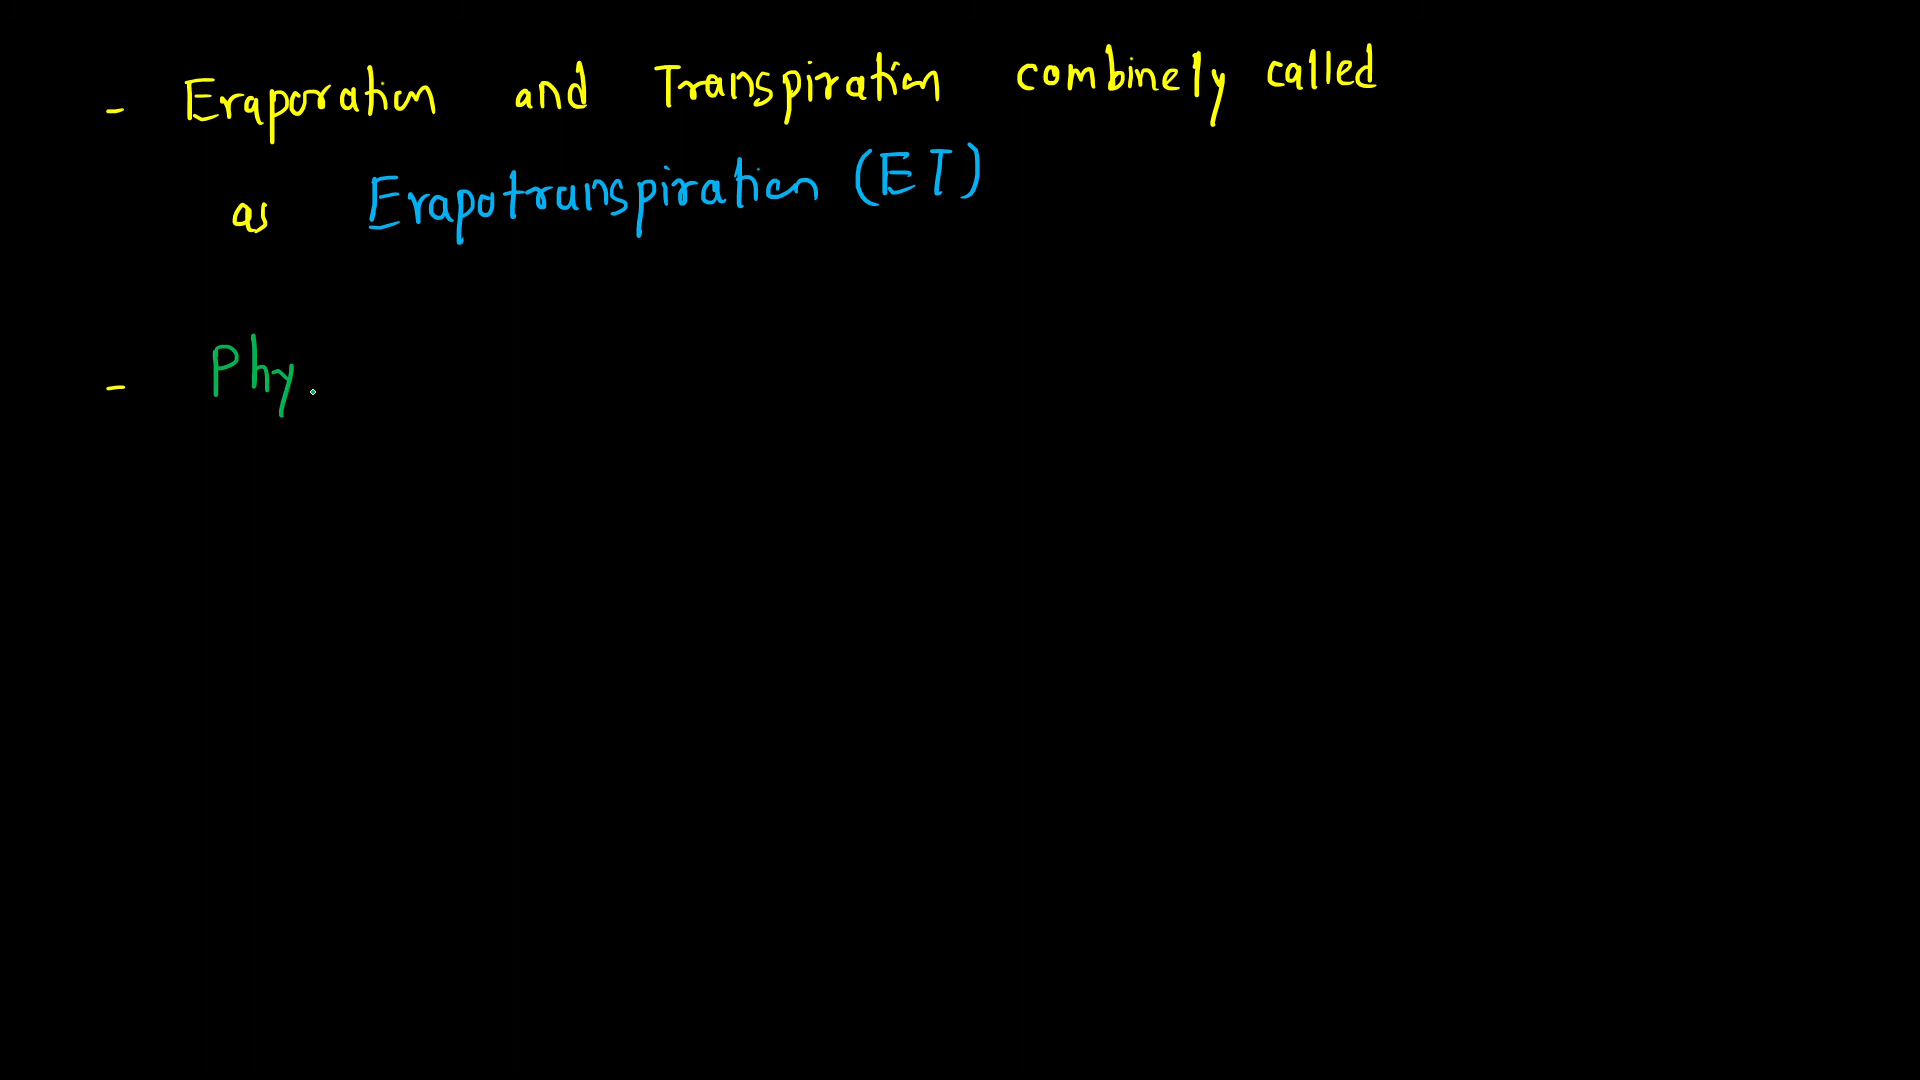 - Evaporation and Transpiration combinely called
as Evapotranspiration (ET)
- Phy.